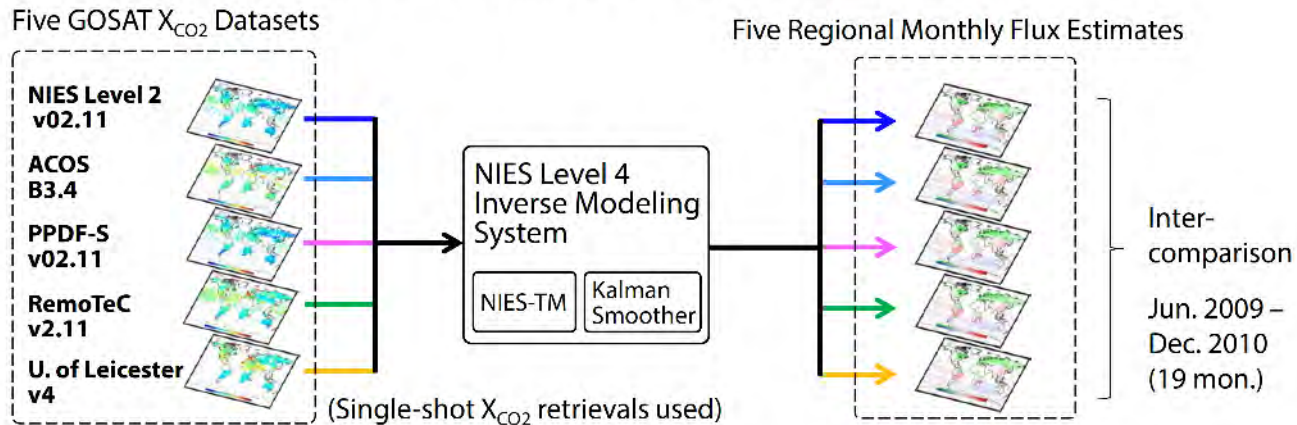 Five GOSAT XCO2 Datasets
NIES Level 2
v02.11
ACOS
B3.4
PPDF-S
v02.11
RemoTeC
v2.11
U. of Leicester
v4
NIES Level 4
Inverse Modeling
System
NIES-TM
Kalman
Smoother
(Single-shot XCO2 retrievals used)
Five Regional Monthly Flux Estimates
Inter-
comparison
Jun. 2009 –
Dec. 2010
(19 mon.)